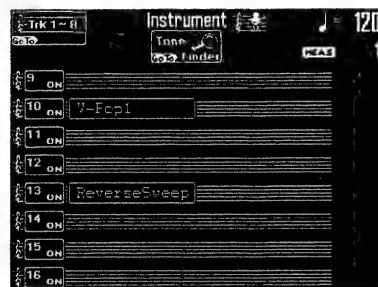 Trk 1~8 Instrument ♩= 120
Go To Tone
Go To Finder MEAS
9 ON
10 ON V-Pcpl
11 ON
12 ON
13 ON ReverseSweep
14 ON
15 ON
16 ON